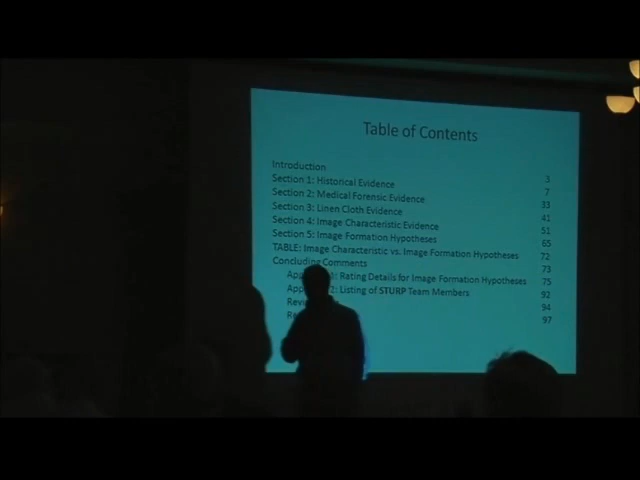 Table of Contents
Introduction 3
Section 1: Historical Evidence 7
Section 2: Medical Forensic Evidence 33
Section 3: Linen Cloth Evidence 41
Section 4: Image Characteristic Evidence 51
Section 5: Image Formation Hypotheses 65
TABLE: Image Characteristic vs. Image Formation Hypotheses 72
Concluding Comments 73
1: Rating Details for Image Formation Hypotheses 75
2: Listing of STURP Team Members 92
94
97